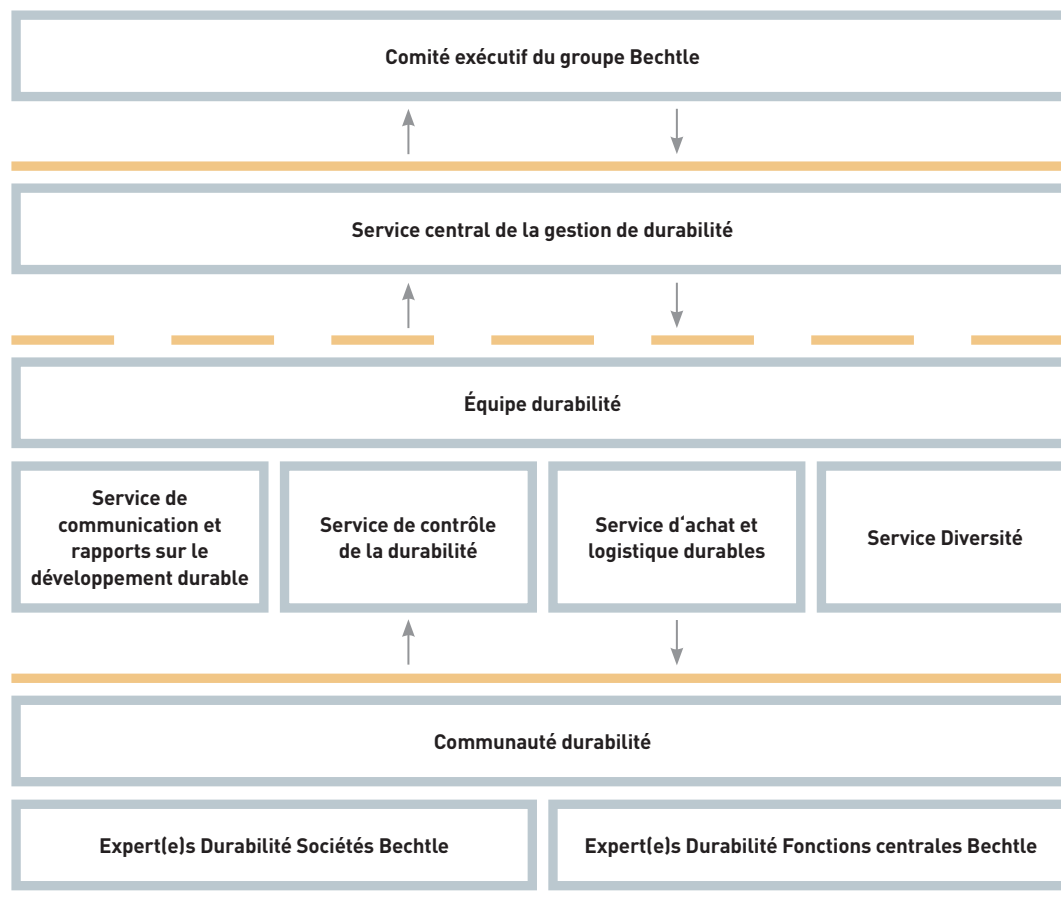 Comité exécutif du groupe Bechtle
Service central de la gestion de durabilité
Équipe durabilité
Service de
communication et
rapports sur le
développement durable
Service de contrôle
de la durabilité
Service d‘achat et
logistique durables
Service Diversité
Communauté durabilité
Expert(e)s Durabilité Sociétés Bechtle
Expert(e)s Durabilité Fonctions centrales Bechtle